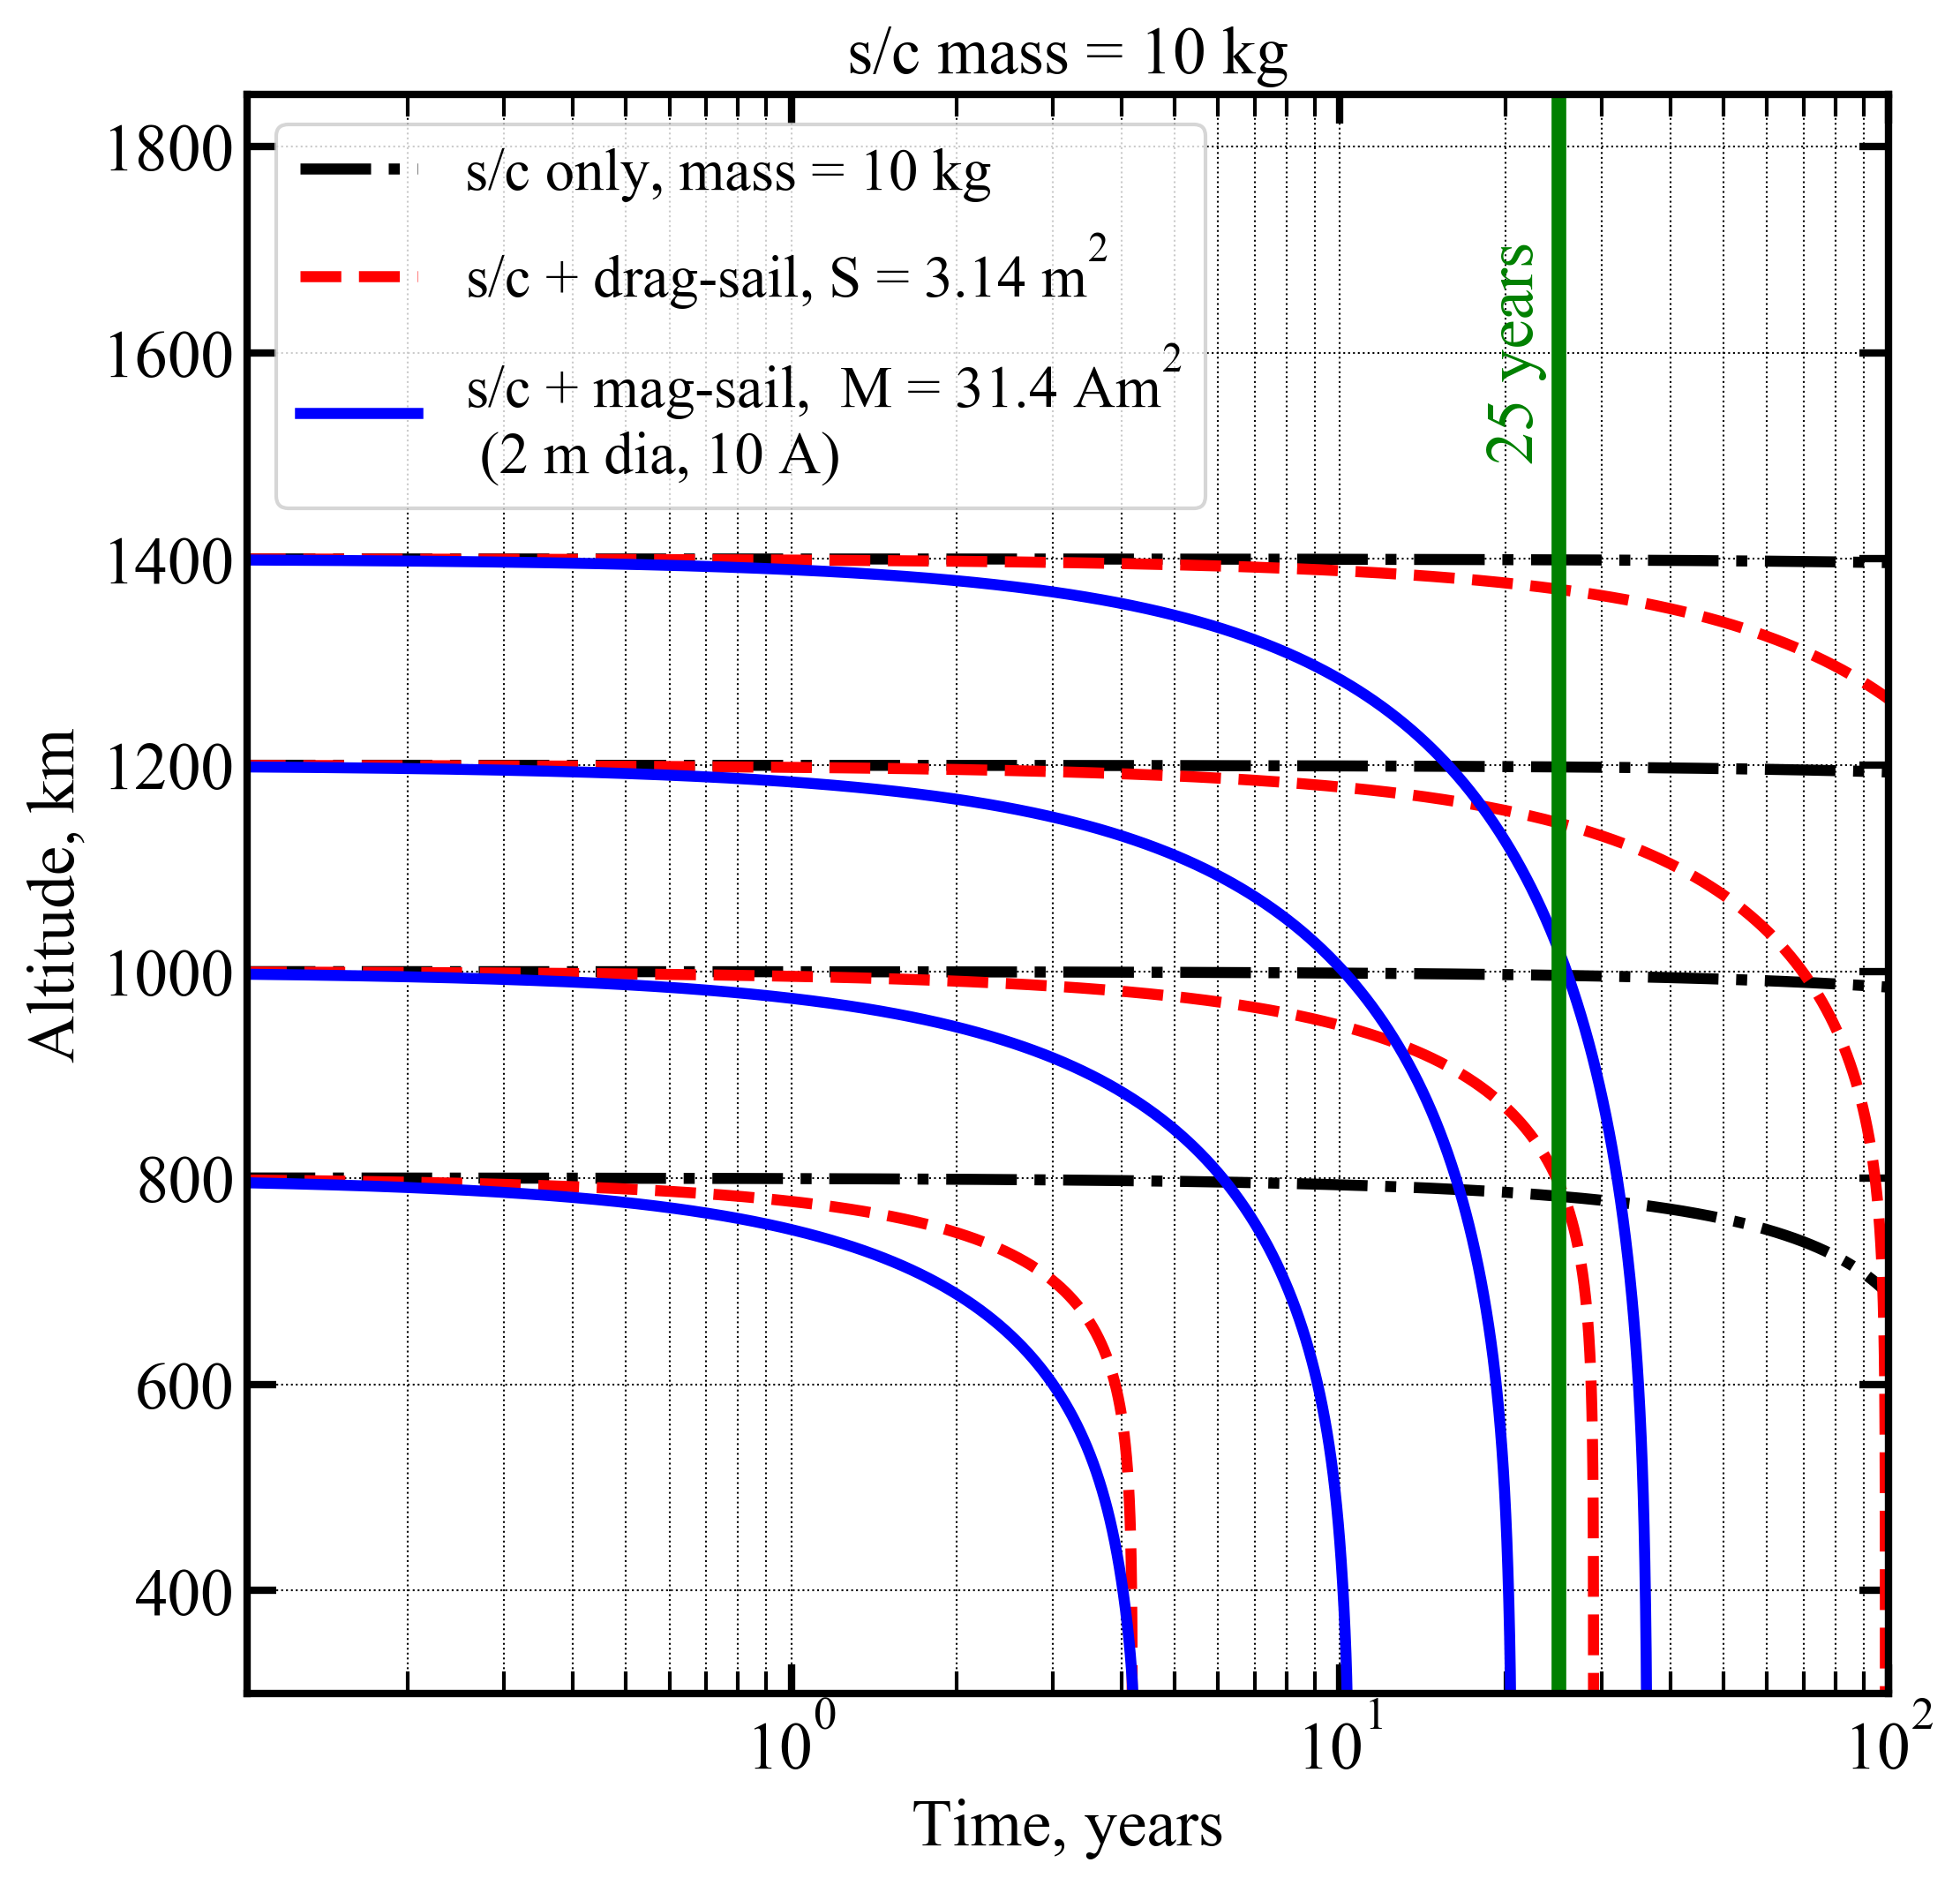 s/c mass = 10 kg
1800
1600
1400
1200
1000
800
600
400
Altitude, km
s/c only, mass = 10 kg
s/c + drag-sail, S = 3.14 m²
s/c + mag-sail, M = 31.4 Am²
(2 m dia, 10 A)
25 years
10⁰
10¹
10²
Time, years